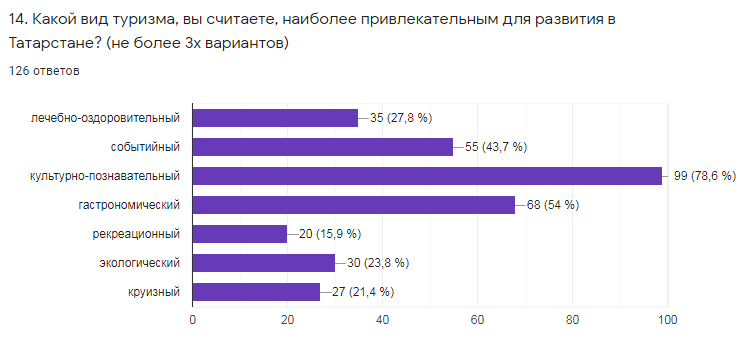 14. Какой вид туризма, вы считаете, наиболее привлекательным для развития в
Татарстане? (не более 3х вариантов)
126 ответов
лечебно-оздоровительный 35 (27,8 %)
событийный 55 (43,7 %)
культурно-познавательный 99 (78,6 %)
гастрономический 68 (54 %)
рекреационный 20 (15,9 %)
экологический 30 (23,8 %)
круизный 27 (21,4 %)
0 20 40 60 80 100